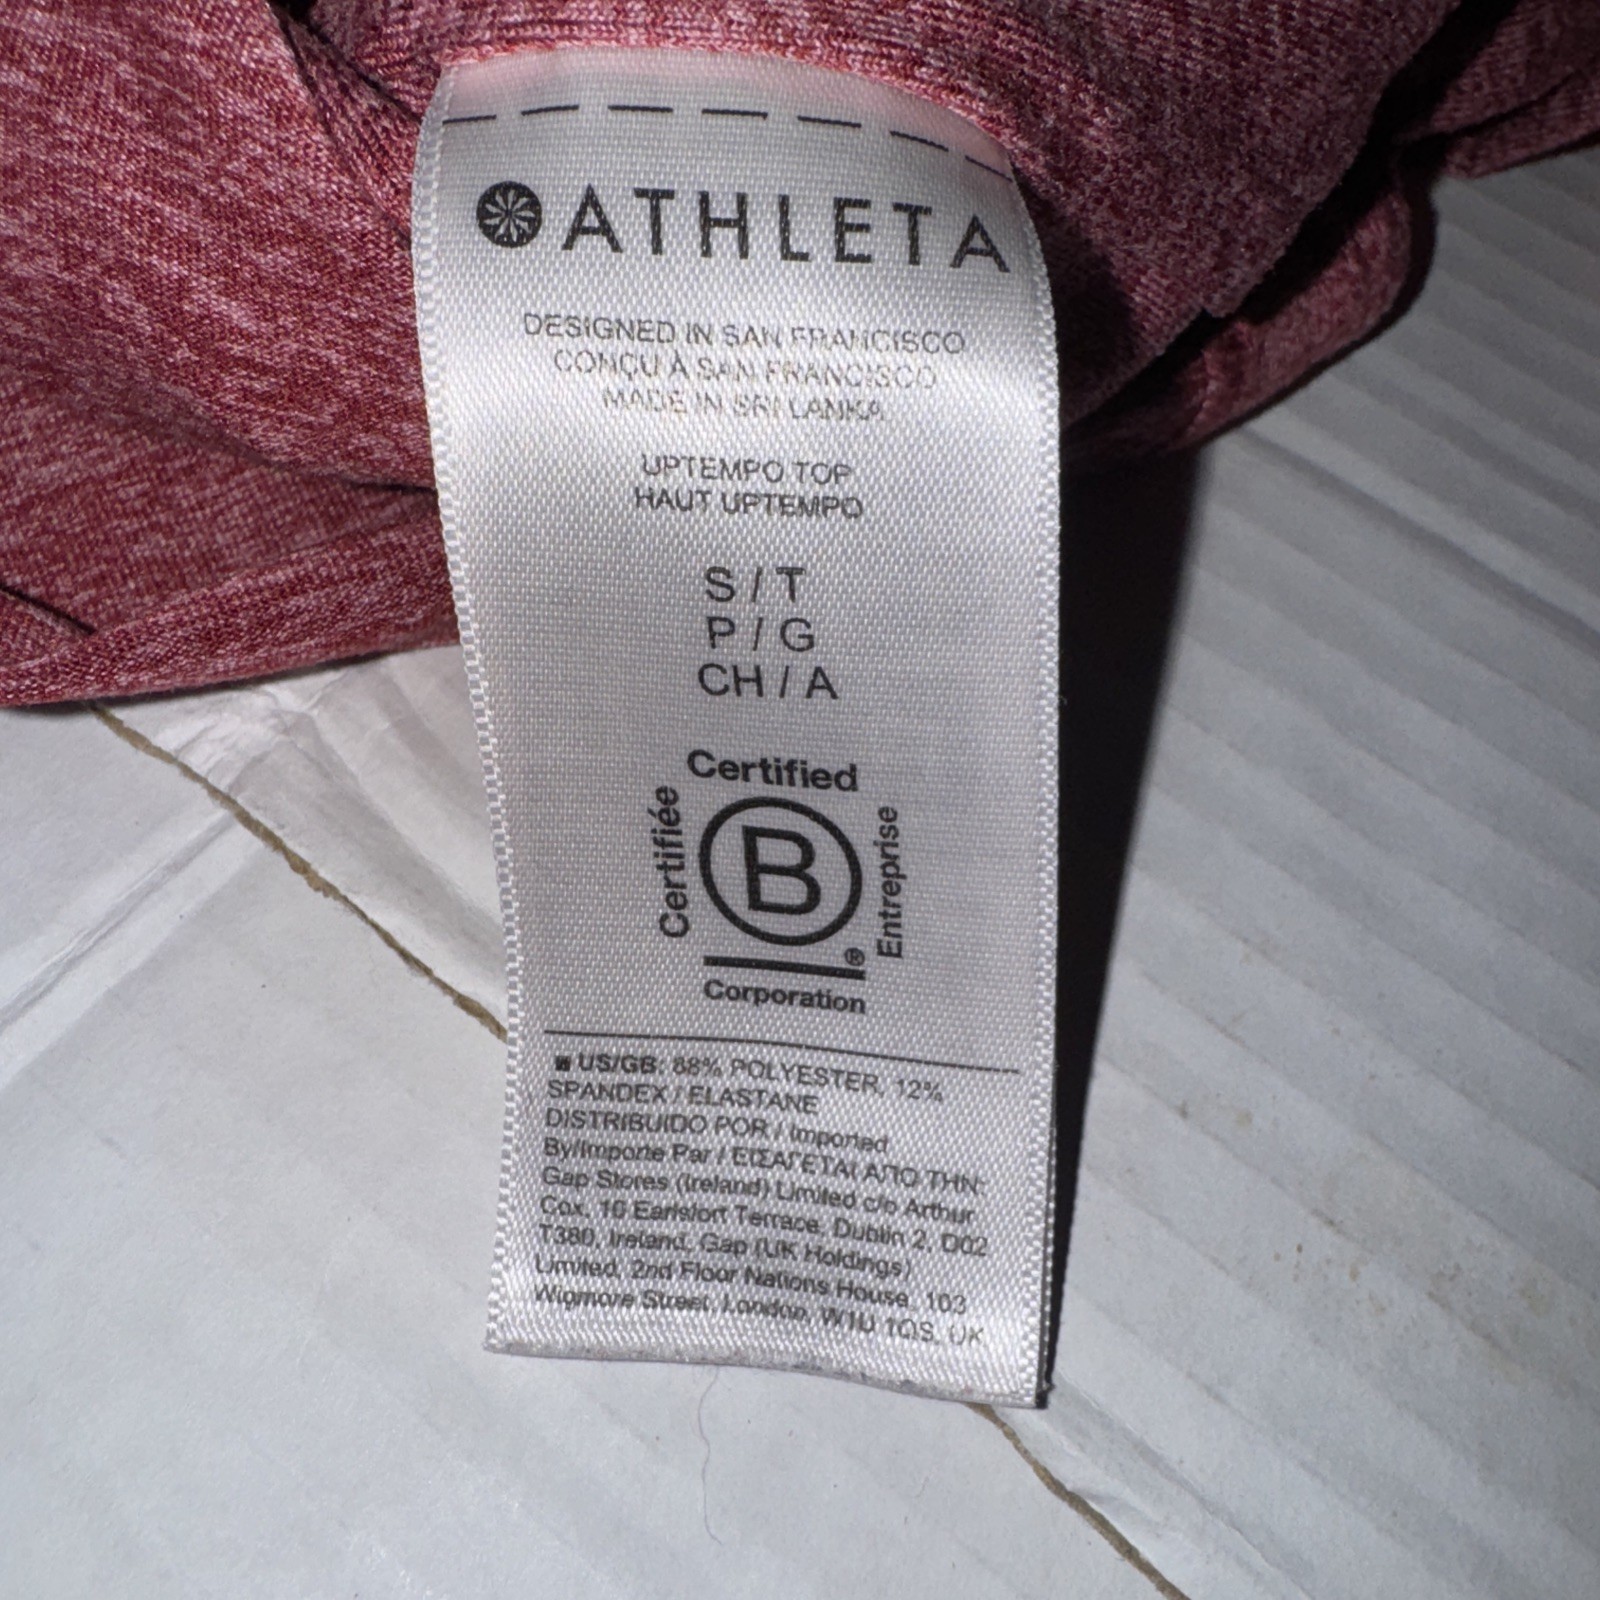 ATHLETA
DESIGNED IN SAN FRANCISCO
CONÇU À SAN FRANCISCO
MADE IN SRI LANKA
UPTEMPO TOP
HAUT UPTEMPO
S / T
P / G
CH / A
Certified
Certifiée
B
Entreprise
®
Corporation
US/GB: 88% POLYESTER, 12%
SPANDEX / ELASTANE
DISTRIBUIDO POR / Imported
By/Importe Par / ΕΙΣΑΓΕΤΑΙ ΑΠΟ ΤΗΝ:
Gap Stores (Ireland) Limited c/o Arthur
Cox, 10 Earlsfort Terrace, Dublin 2, D02
T380, Ireland, Gap (UK Holdings)
Limited, 2nd Floor Nations House, 103
Wigmore Street, London, W1U 1QS, UK